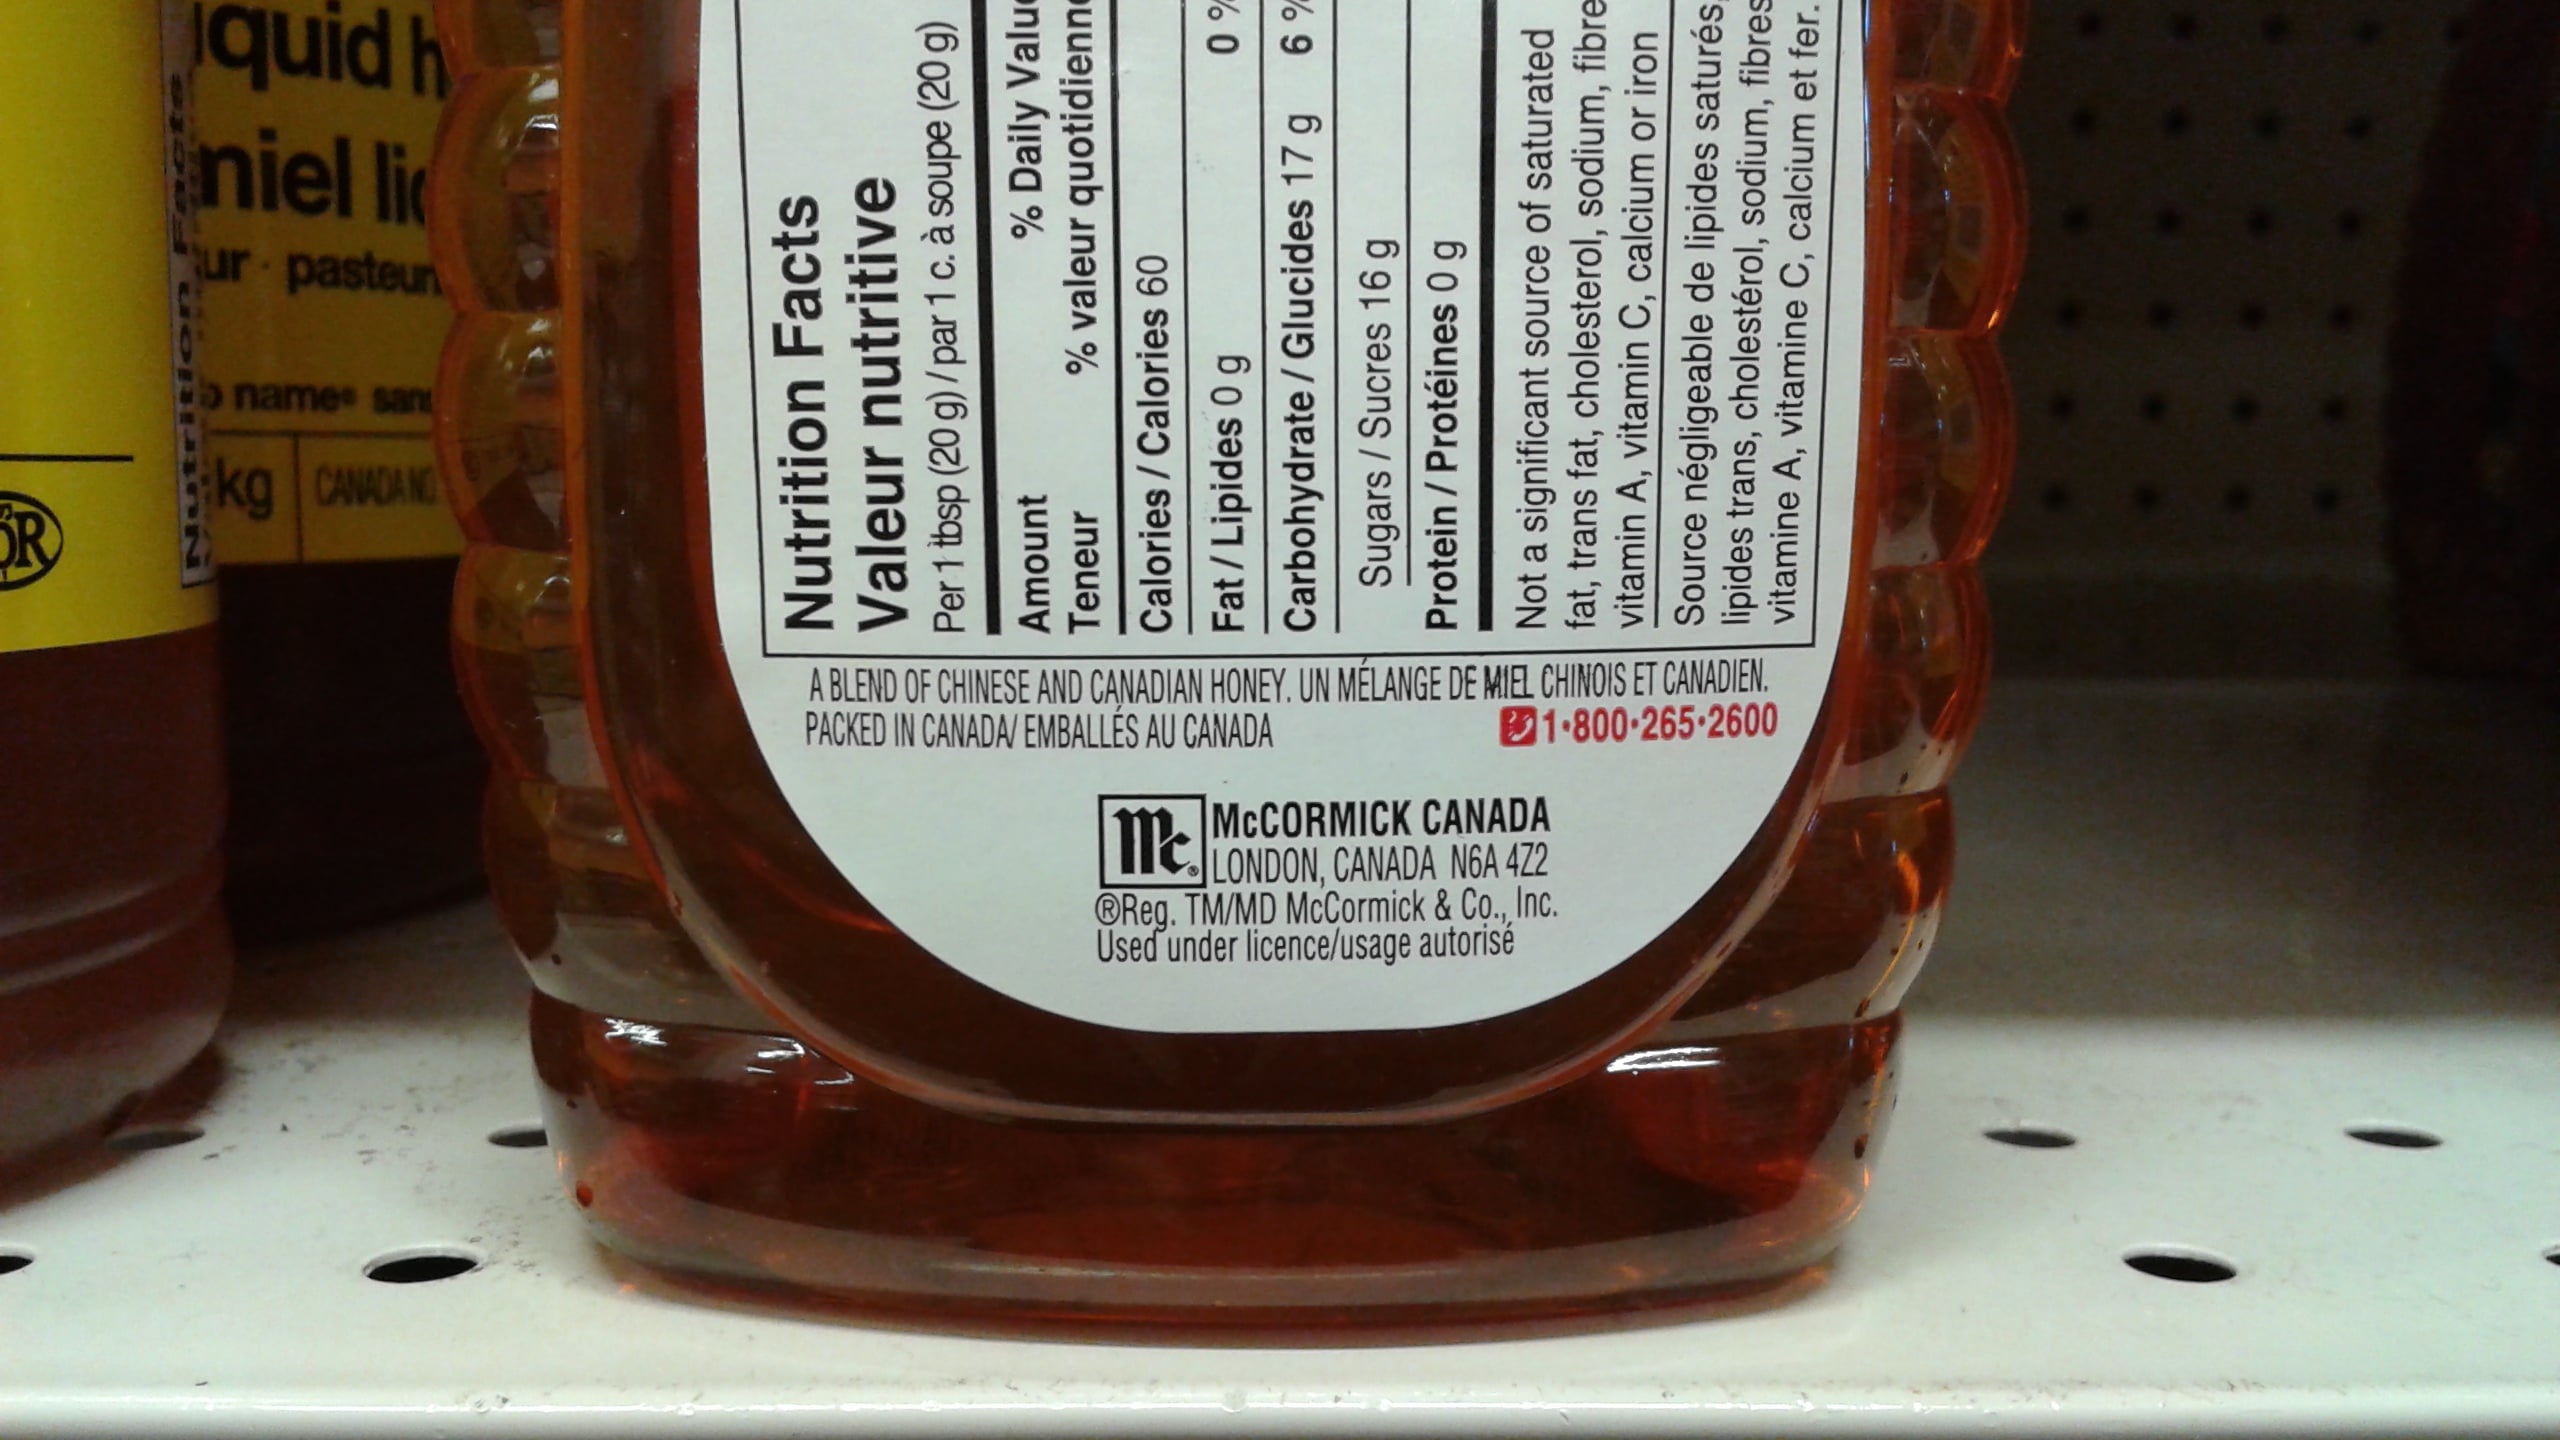 Nutrition Facts
Valeur nutritive
Per 1 tbsp (20 g) / par 1 c. à soupe (20 g)
Amount % Daily Value
Teneur % valeur quotidienne
Calories / Calories 60
Fat / Lipides 0 g 0 %
Carbohydrate / Glucides 17 g 6 %
Sugars / Sucres 16 g
Protein / Protéines 0 g
Not a significant source of saturated
fat, trans fat, cholesterol, sodium, fibre
vitamin A, vitamin C, calcium or iron
Source négligeable de lipides saturés,
lipides trans, cholestérol, sodium, fibres
vitamine A, vitamine C, calcium et fer.
A BLEND OF CHINESE AND CANADIAN HONEY. UN MÉLANGE DE MIEL CHINOIS ET CANADIEN.
PACKED IN CANADA/ EMBALLÉS AU CANADA 1•800•265•2600
Mc® McCORMICK CANADA
LONDON, CANADA N6A 4Z2
®Reg. TM/MD McCormick & Co., Inc.
Used under licence/usage autorisé
quid h
miel liq
ur · pasteur
name® sans
kg CANADA NO
Nutrition Facts
OR